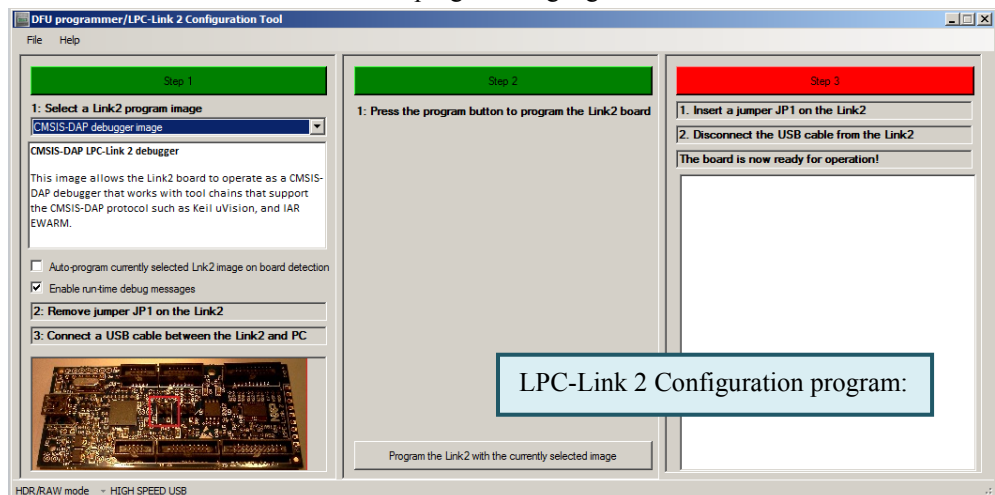 DFU programmer/LPC-Link 2 Configuration Tool
File Help
Step 1
1: Select a Link2 program image
CMSIS-DAP debugger image
CMSIS-DAP LPC-Link 2 debugger
This image allows the Link2 board to operate as a CMSIS-
DAP debugger that works with tool chains that support
the CMSIS-DAP protocol such as Keil uVision, and IAR
EWARM.
Auto-program currently selected Lnk2 image on board detection
Enable run-time debug messages
2: Remove jumper JP1 on the Link2
3: Connect a USB cable between the Link2 and PC
NXP
Step 2
1: Press the program button to program the Link2 board
Program the Link2 with the currently selected image
Step 3
1. Insert a jumper JP1 on the Link2
2. Disconnect the USB cable from the Link2
The board is now ready for operation!
LPC-Link 2 Configuration program:
HDR/RAW mode - HIGH SPEED USB